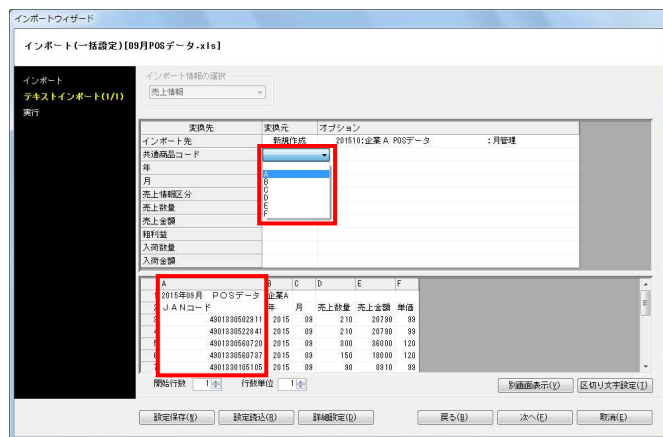 インポートウィザード
インポート(一括設定)[09月POSデータ.xls]
インポート
テキストインポート(1/1)
実行
インポート情報の選択
売上情報
変換先 変換元 オプション
インポート先 新規作成 201510:企業A POSデータ :月管理
共通商品コード
年
月
売上情報区分
売上数量
売上金額
粗利益
入荷数量
入荷金額
A
B
C
D
E
F
A B C D E F
1 2015年09月 POSデータ 企業A
2 JANコード 年 月 売上数量 売上金額 単価
3 4901330502911 2015 09 210 20790 99
4 4901330522841 2015 09 210 20790 99
5 4901330560720 2015 09 300 36000 120
6 4901330560737 2015 09 150 18000 120
7 4901330105105 2015 09 90 8910 99
開始行数 1 行数単位 1 別画面表示(V) 区切り文字設定(I)
設定保存(W) 設定読込(R) 詳細設定(D) 戻る(B) 次へ(F) 取消(E)